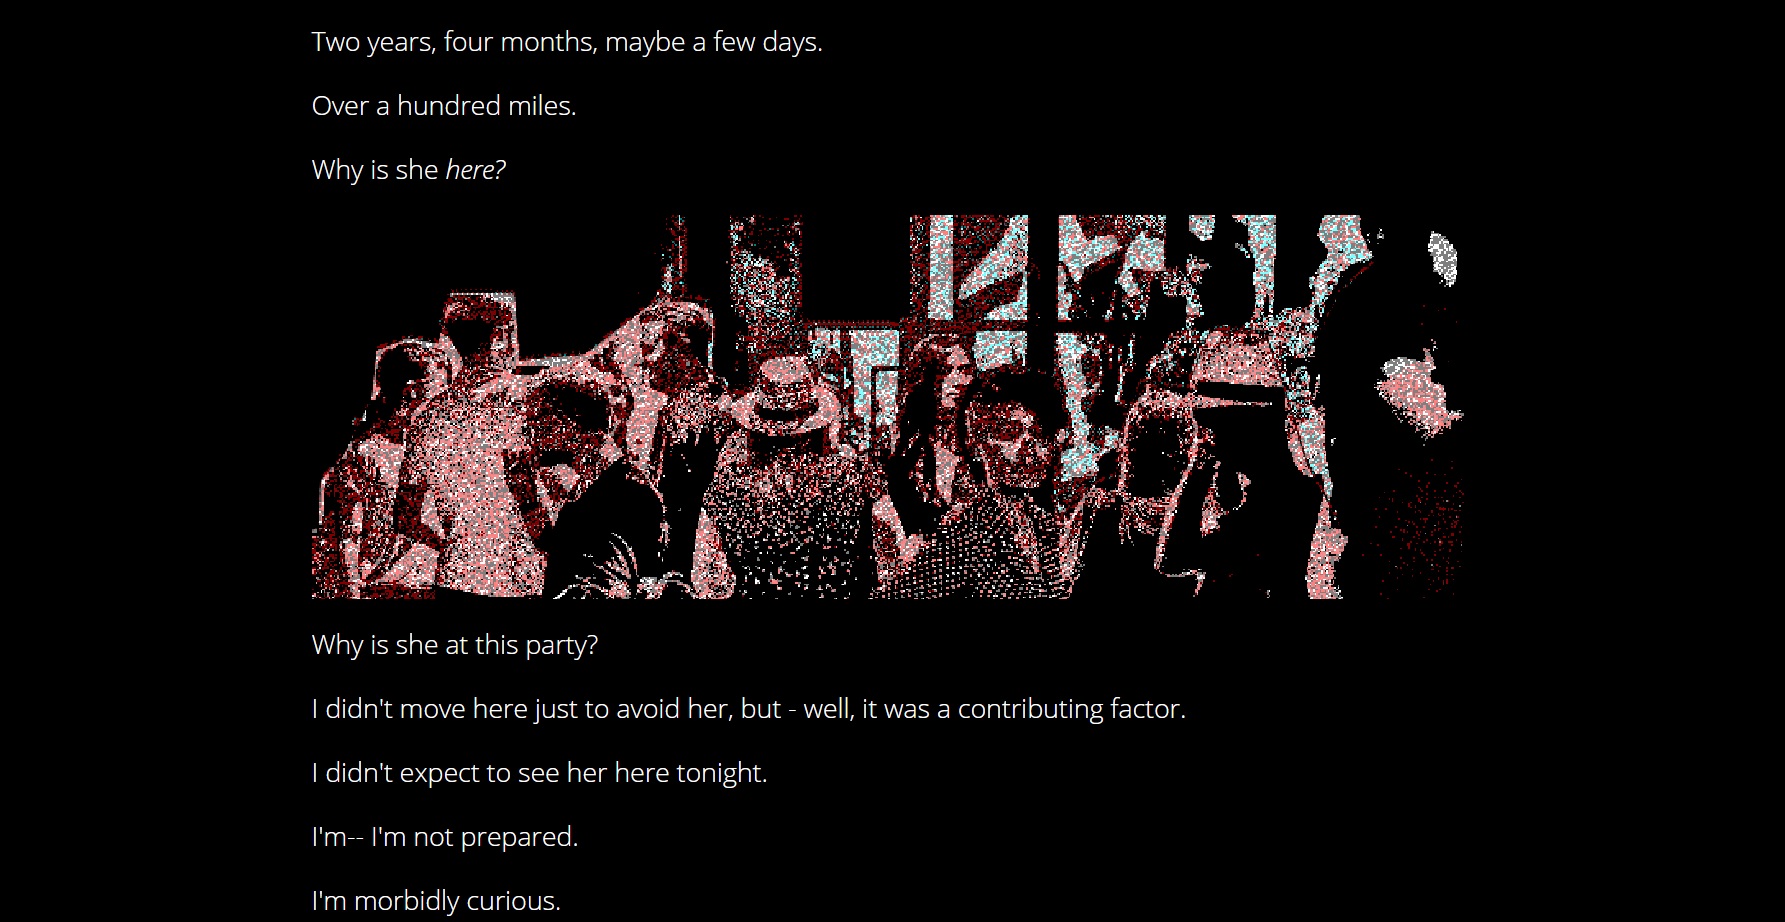 Two years, four months, maybe a few days.
Over a hundred miles.
Why is she here?
Why is she at this party?
I didn't move here just to avoid her, but - well, it was a contributing factor.
I didn't expect to see her here tonight.
I'm-- I'm not prepared.
I'm morbidly curious.